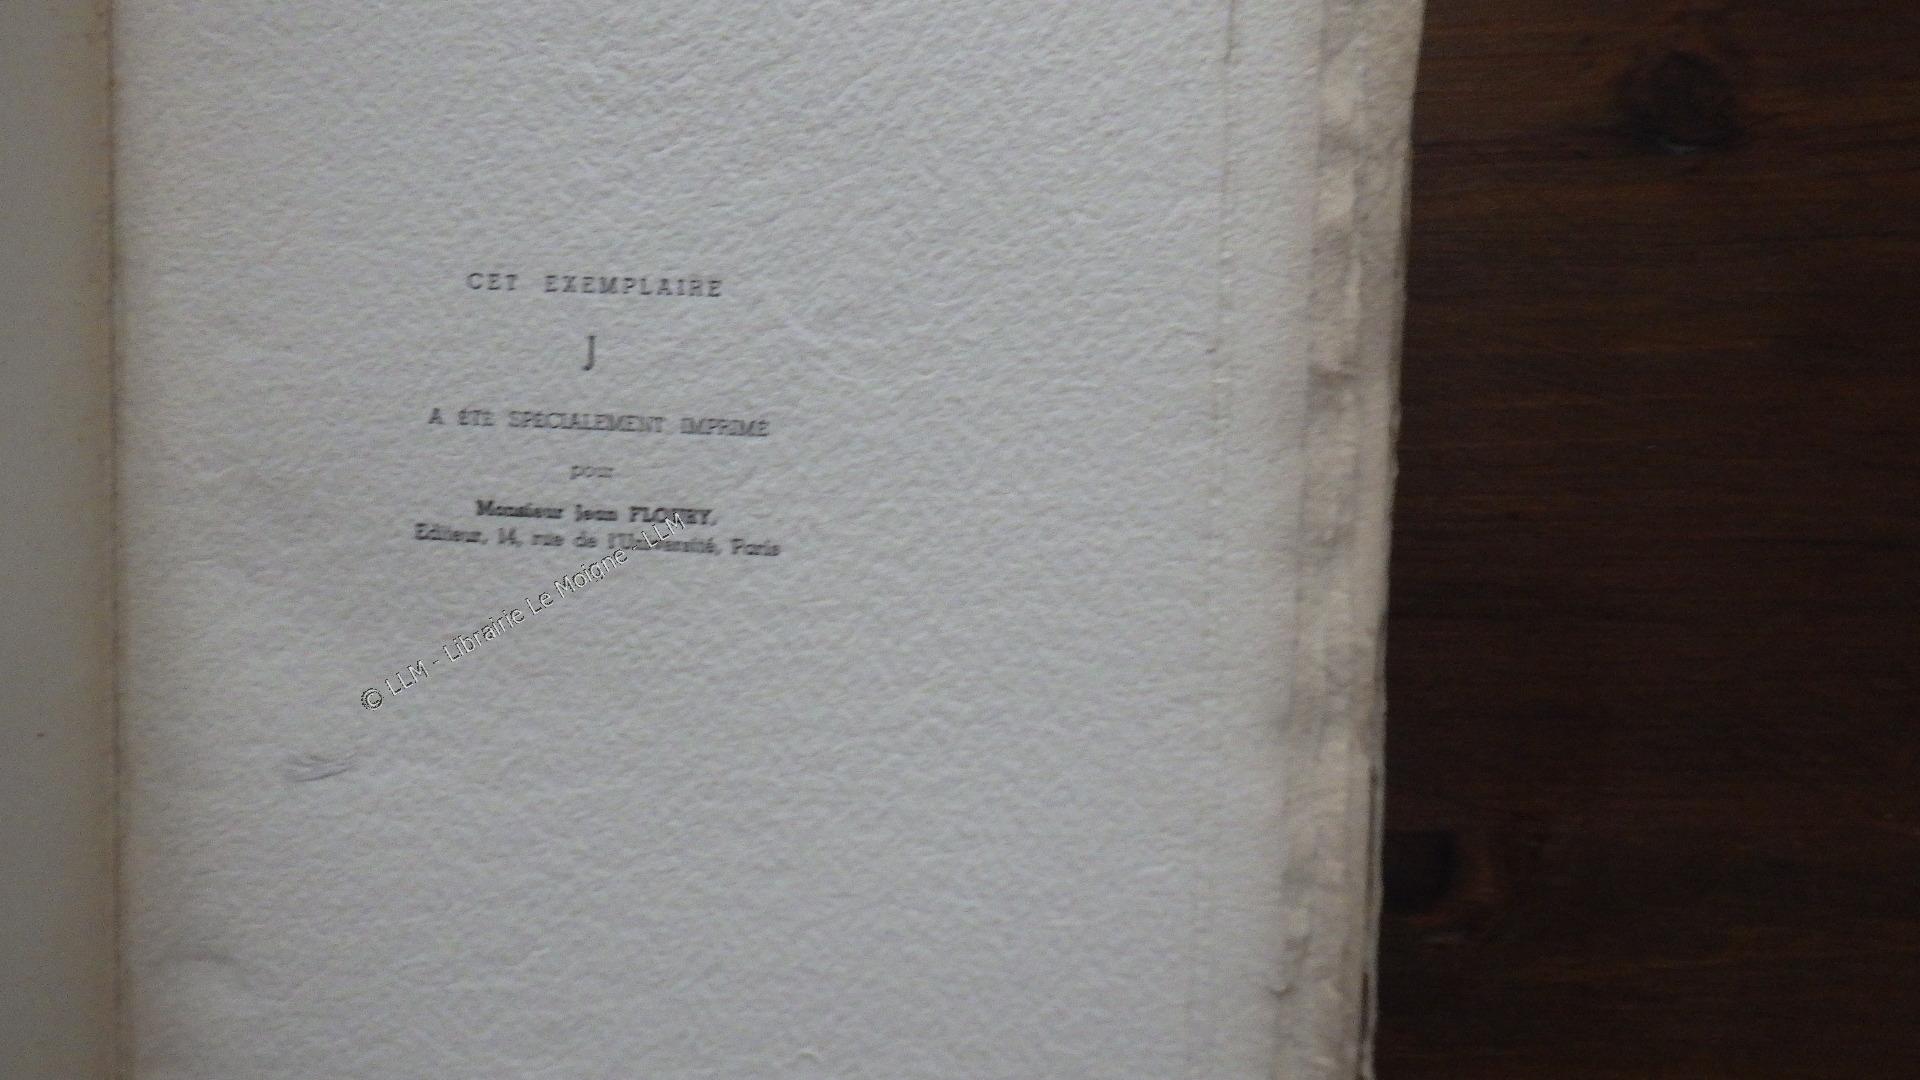 CET EXEMPLAIRE
J
A ÉTÉ SPÉCIALEMENT IMPRIMÉ
pour
Monsieur Jean FLOURY,
Editeur, 14, rue de l'Université, Paris
© LLM - Librairie Le Moigne - LLM